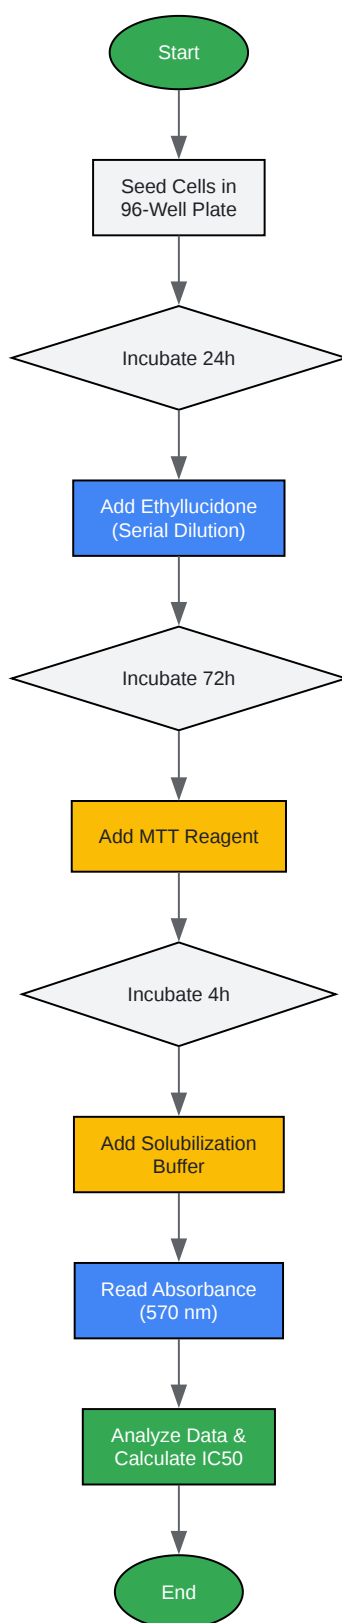 Start
Seed Cells in
96-Well Plate
Incubate 24h
Add Ethyllucidone
(Serial Dilution)
Incubate 72h
Add MTT Reagent
Incubate 4h
Add Solubilization
Buffer
Read Absorbance
(570 nm)
Analyze Data &
Calculate IC50
End